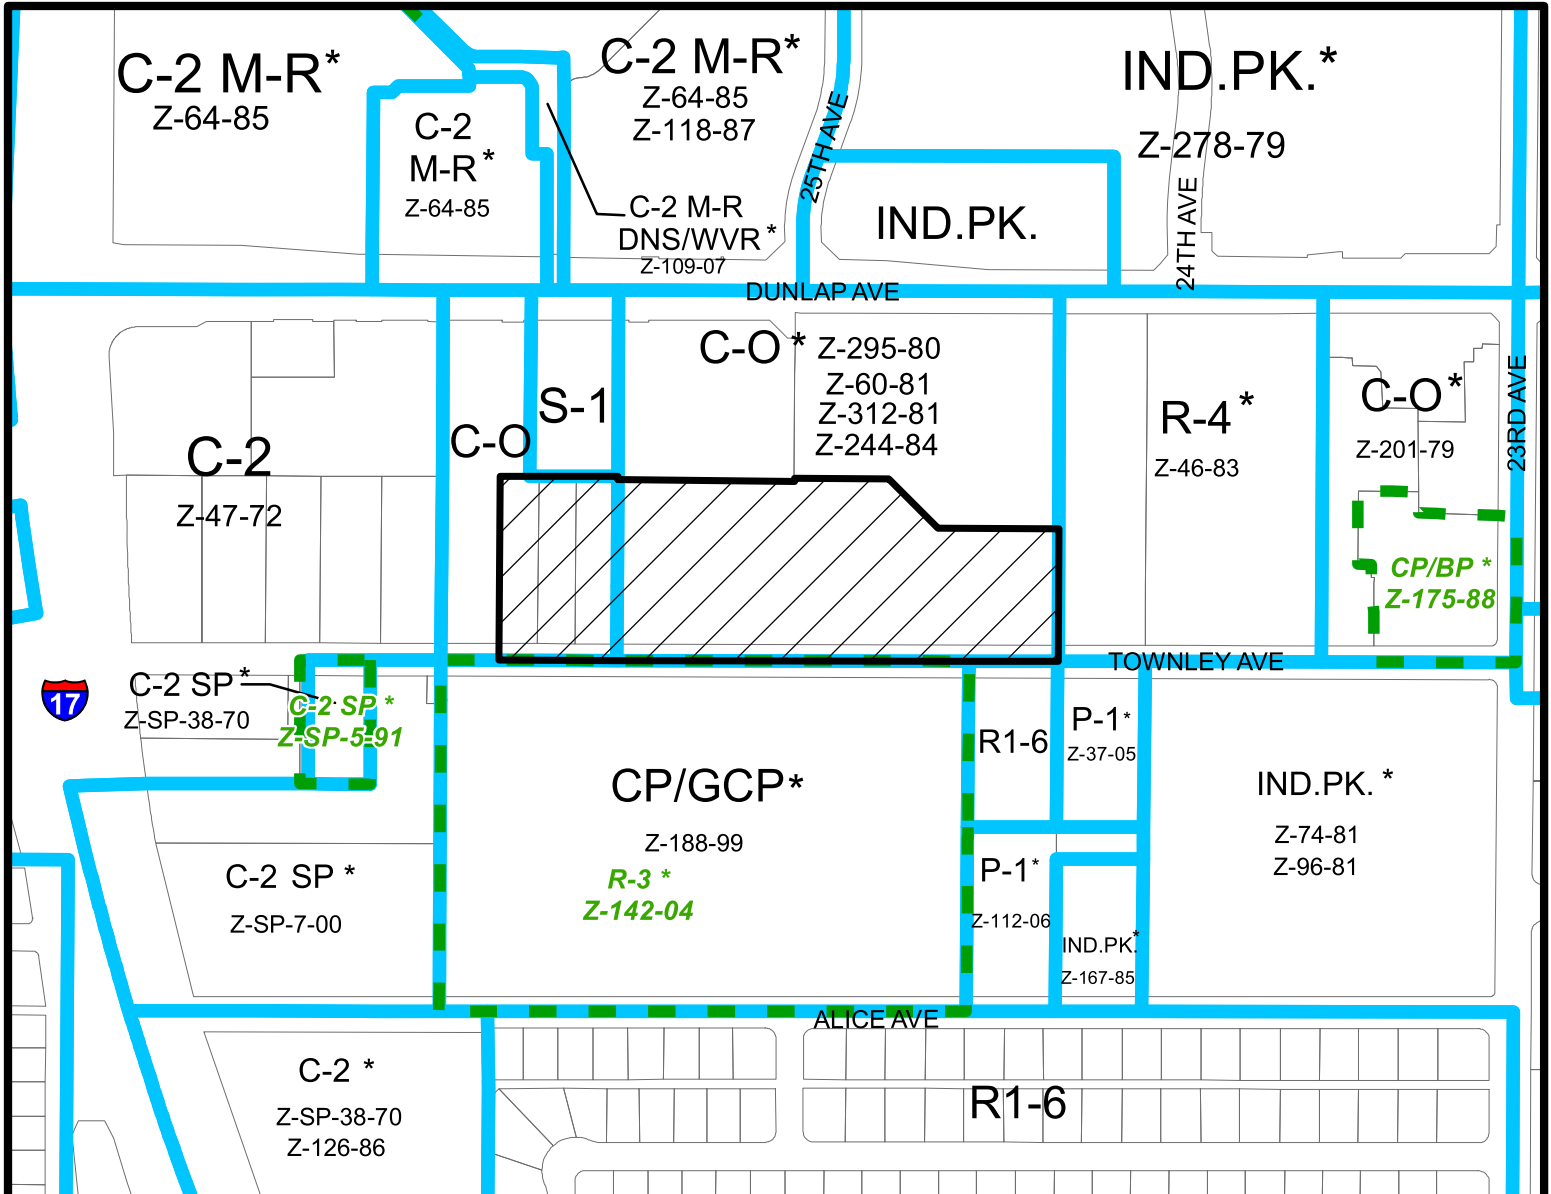 C-2 M-R*
Z-64-85
C-2
M-R*
Z-64-85
C-2 M-R*
Z-64-85
Z-118-87
C-2 M-R
DNS/WVR*
Z-109-07
25TH AVE
IND.PK.*
Z-278-79
IND.PK.
24TH AVE
DUNLAP AVE
C-2
Z-47-72
C-O
S-1
C-O*
Z-295-80
Z-60-81
Z-312-81
Z-244-84
R-4*
Z-46-83
C-O*
Z-201-79
23RD AVE
CP/BP *
Z-175-88
TOWNLEY AVE
17
C-2 SP*
Z-SP-38-70
C-2 SP *
Z-SP-5-91
C-2 SP *
Z-SP-7-00
CP/GCP*
Z-188-99
R-3 *
Z-142-04
R1-6
P-1*
Z-37-05
P-1*
Z-112-06
IND.PK.*
Z-167-85
IND.PK. *
Z-74-81
Z-96-81
ALICE AVE
C-2 *
Z-SP-38-70
Z-126-86
R1-6